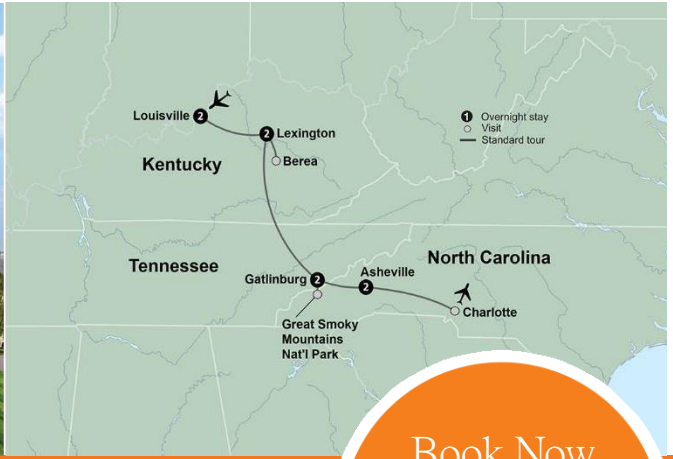 Louisville 2
2 Lexington
Berea
Kentucky
1 Overnight stay
Visit
Standard tour
Tennessee
North Carolina
Gatlinburg 2
Asheville
2
Charlotte
Great Smoky
Mountains
Nat'l Park
Book Now